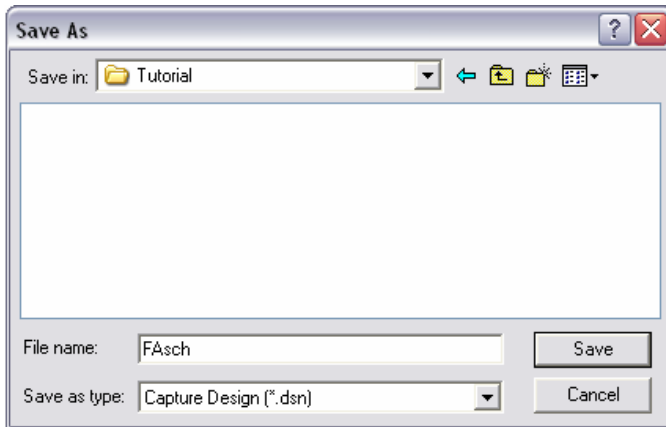 Save As
Save in: Tutorial
File name: FAsch Save
Save as type: Capture Design (*.dsn) Cancel